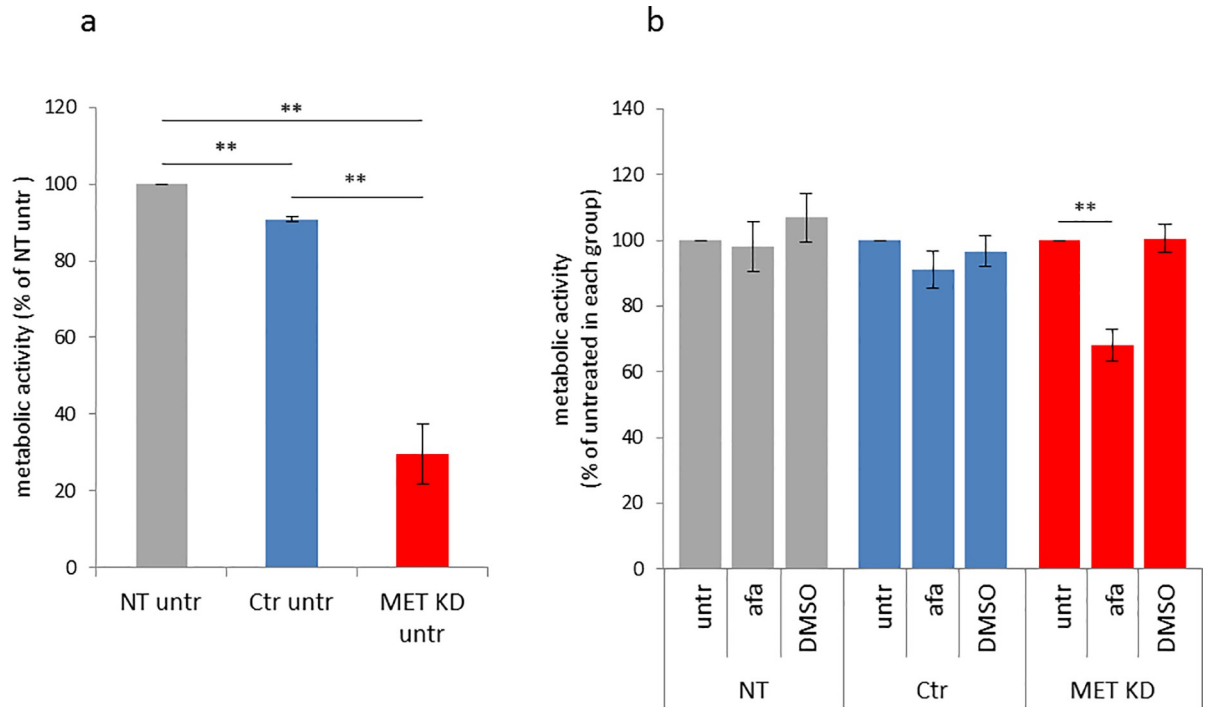 a
metabolic activity (% of NT untr )
120
100
80
60
40
20
0
**
**
**
NT untr
Ctr untr
MET KD
untr
b
metabolic activity
(% of untreated in each group)
140
120
100
80
60
40
20
0
**
untr
afa
DMSO
untr
afa
DMSO
untr
afa
DMSO
NT
Ctr
MET KD